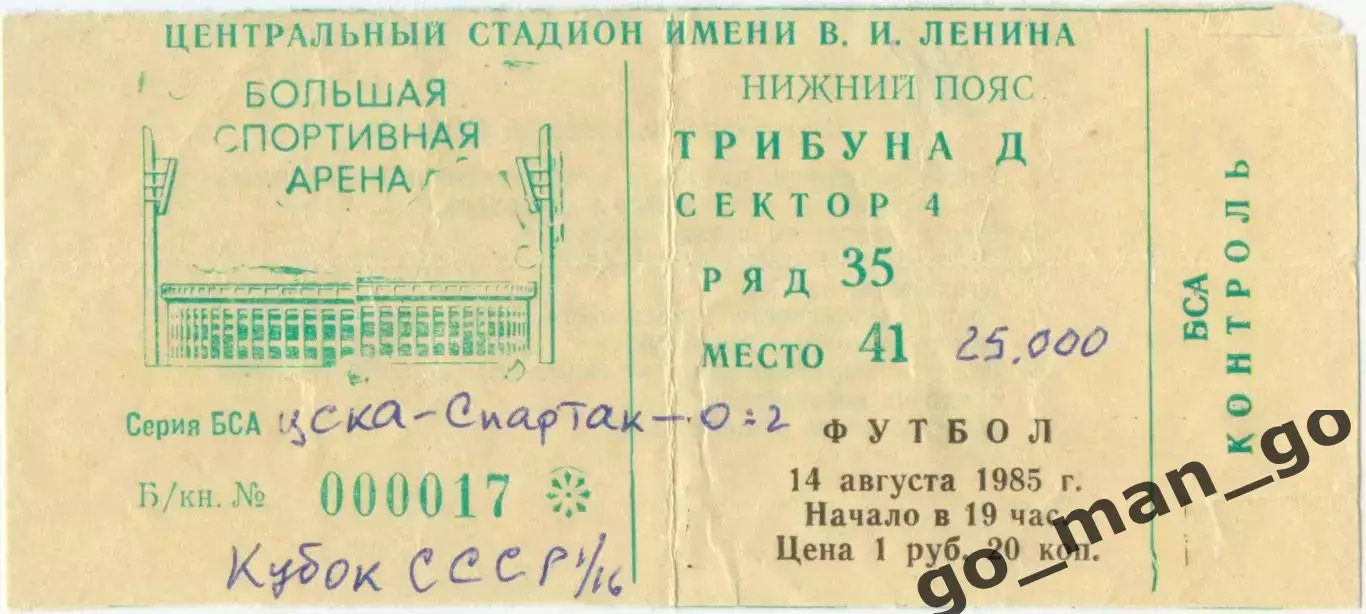 ЦЕНТРАЛЬНЫЙ СТАДИОН ИМЕНИ В. И. ЛЕНИНА
БОЛЬШАЯ
СПОРТИВНАЯ
АРЕНА
Серия БСА ЦСКА-Спартак-0:2
Б/кн. № 000017
Кубок СССР 1/16
НИЖНИЙ ПОЯС
ТРИБУНА Д
СЕКТОР 4
РЯД 35
МЕСТО 41 25.000
ФУТБОЛ
14 августа 1985 г.
Начало в 19 час.
Цена 1 руб. 20 коп.
БСА
КОНТРОЛЬ
go_man_go
go_man_go